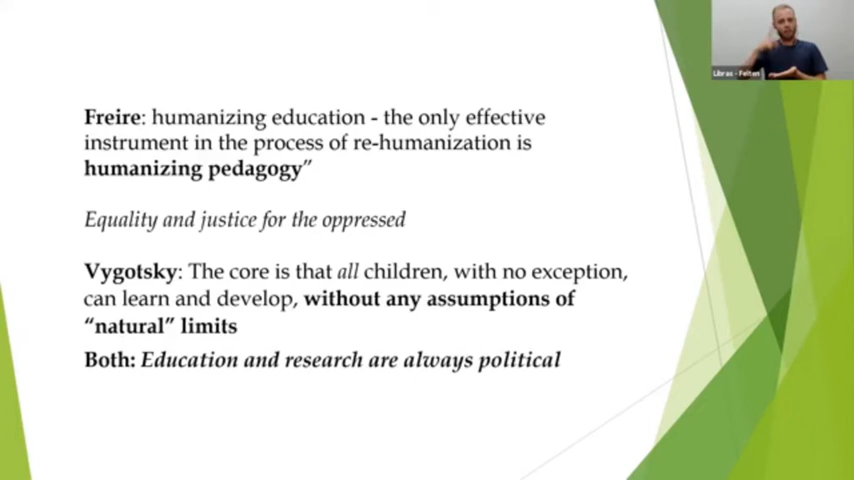 Libras - Felten
Freire: humanizing education - the only effective
instrument in the process of re-humanization is
humanizing pedagogy”
Equality and justice for the oppressed
Vygotsky: The core is that all children, with no exception,
can learn and develop, without any assumptions of
“natural” limits
Both: Education and research are always political